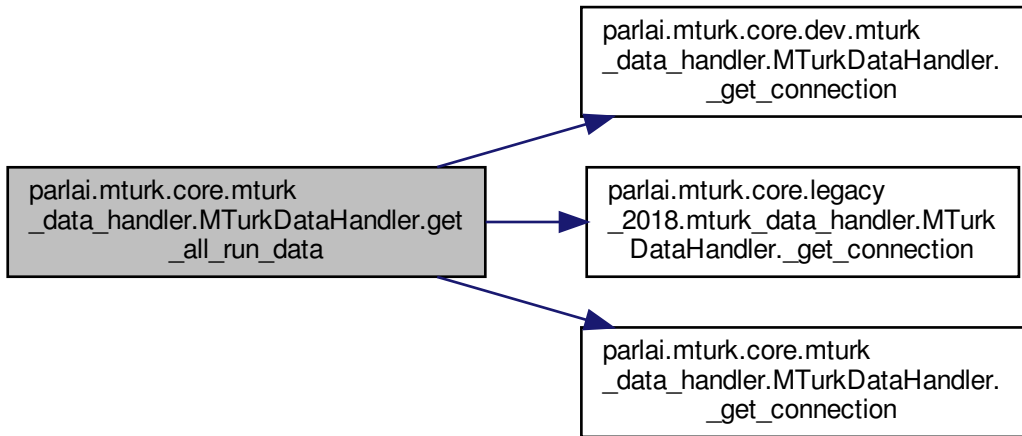 parlai.mturk.core.mturk
_data_handler.MTurkDataHandler.get
_all_run_data
parlai.mturk.core.dev.mturk
_data_handler.MTurkDataHandler.
_get_connection
parlai.mturk.core.legacy
_2018.mturk_data_handler.MTurk
DataHandler._get_connection
parlai.mturk.core.mturk
_data_handler.MTurkDataHandler.
_get_connection